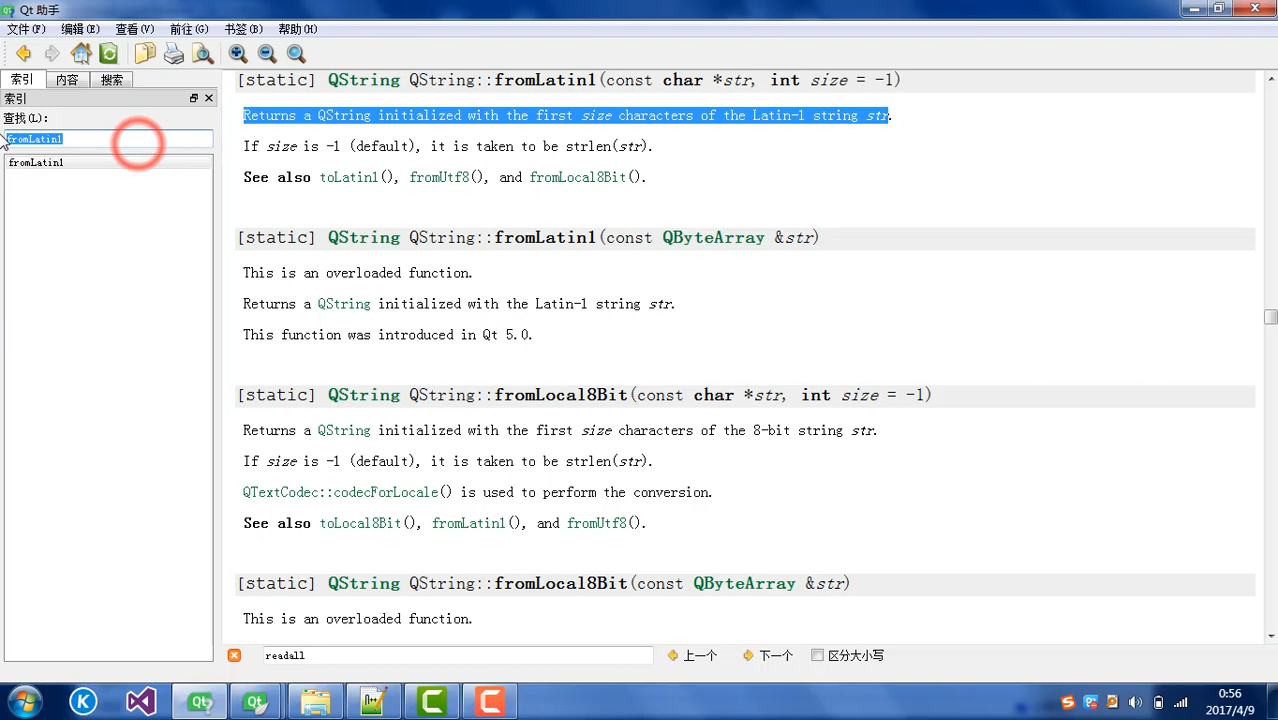 Qt 助手
文件(F) 编辑(E) 查看(V) 前往(G) 书签(B) 帮助(H)
索引 内容 搜索
索引
查找(L):
fromLatin1
fromLatin1
[static] QString QString::fromLatin1(const char *str, int size = -1)
Returns a QString initialized with the first size characters of the Latin-1 string str.
If size is -1 (default), it is taken to be strlen(str).
See also toLatin1(), fromUtf8(), and fromLocal8Bit().
[static] QString QString::fromLatin1(const QByteArray &str)
This is an overloaded function.
Returns a QString initialized with the Latin-1 string str.
This function was introduced in Qt 5.0.
[static] QString QString::fromLocal8Bit(const char *str, int size = -1)
Returns a QString initialized with the first size characters of the 8-bit string str.
If size is -1 (default), it is taken to be strlen(str).
QTextCodec::codecForLocale() is used to perform the conversion.
See also toLocal8Bit(), fromLatin1(), and fromUtf8().
[static] QString QString::fromLocal8Bit(const QByteArray &str)
This is an overloaded function.
readall
上一个 下一个 区分大小写
0:56
2017/4/9